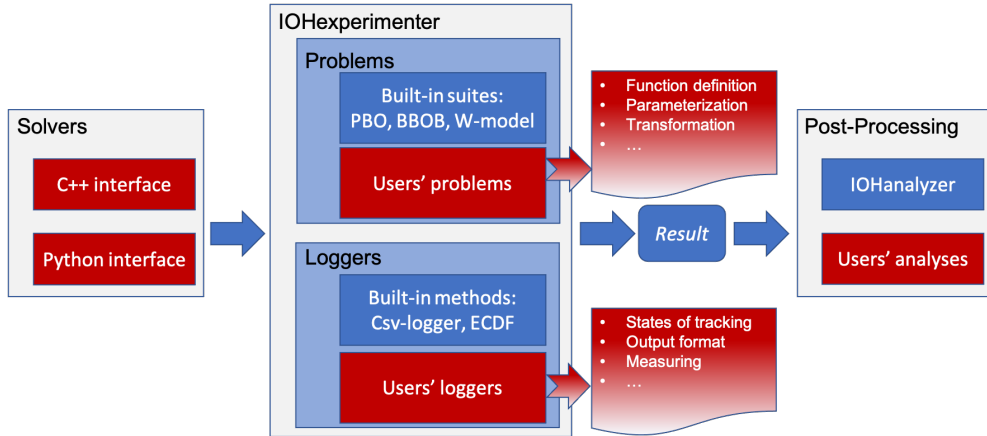 Solvers
C++ interface
Python interface
IOHexperimenter
Problems
Built-in suites:
PBO, BBOB, W-model
Users' problems
• Function definition
• Parameterization
• Transformation
• ...
Loggers
Built-in methods:
Csv-logger, ECDF
Users' loggers
• States of tracking
• Output format
• Measuring
• ...
Result
Post-Processing
IOHanalyzer
Users' analyses